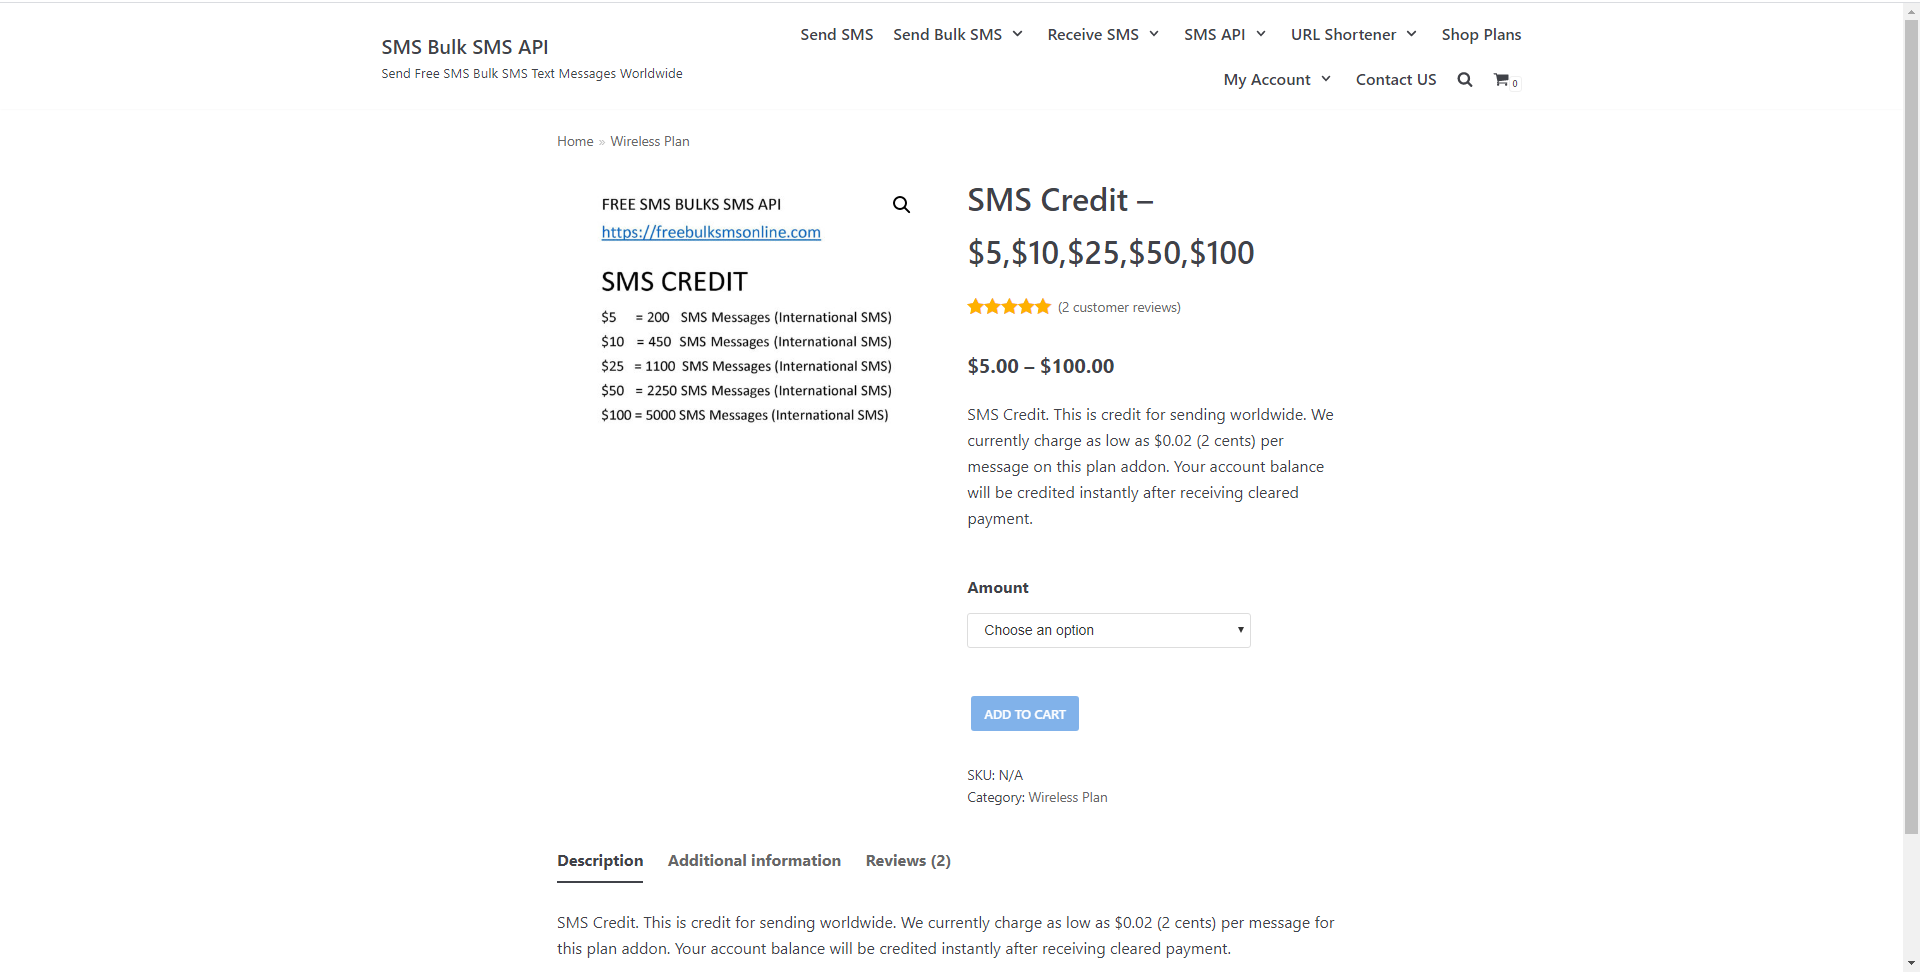 SMS Bulk SMS API
Send Free SMS Bulk SMS Text Messages Worldwide
Send SMS Send Bulk SMS Receive SMS SMS API URL Shortener Shop Plans
My Account Contact US 0
Home » Wireless Plan
FREE SMS BULKS SMS API
https://freebulksmsonline.com
SMS CREDIT
$5 = 200 SMS Messages (International SMS)
$10 = 450 SMS Messages (International SMS)
$25 = 1100 SMS Messages (International SMS)
$50 = 2250 SMS Messages (International SMS)
$100 = 5000 SMS Messages (International SMS)
SMS Credit –
$5,$10,$25,$50,$100
(2 customer reviews)
$5.00 – $100.00
SMS Credit. This is credit for sending worldwide. We
currently charge as low as $0.02 (2 cents) per
message on this plan addon. Your account balance
will be credited instantly after receiving cleared
payment.
Amount
Choose an option
ADD TO CART
SKU: N/A
Category: Wireless Plan
Description Additional information Reviews (2)
SMS Credit. This is credit for sending worldwide. We currently charge as low as $0.02 (2 cents) per message for
this plan addon. Your account balance will be credited instantly after receiving cleared payment.